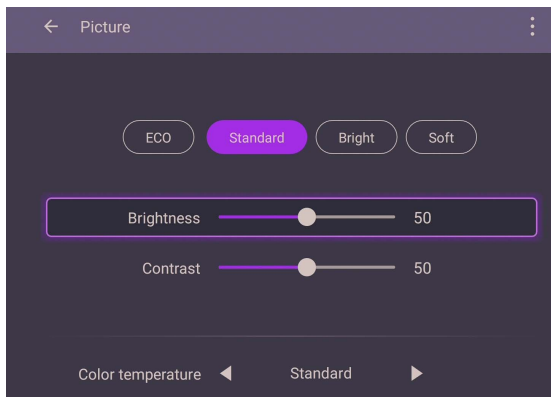 Picture
ECO Standard Bright Soft
Brightness 50
Contrast 50
Color temperature Standard